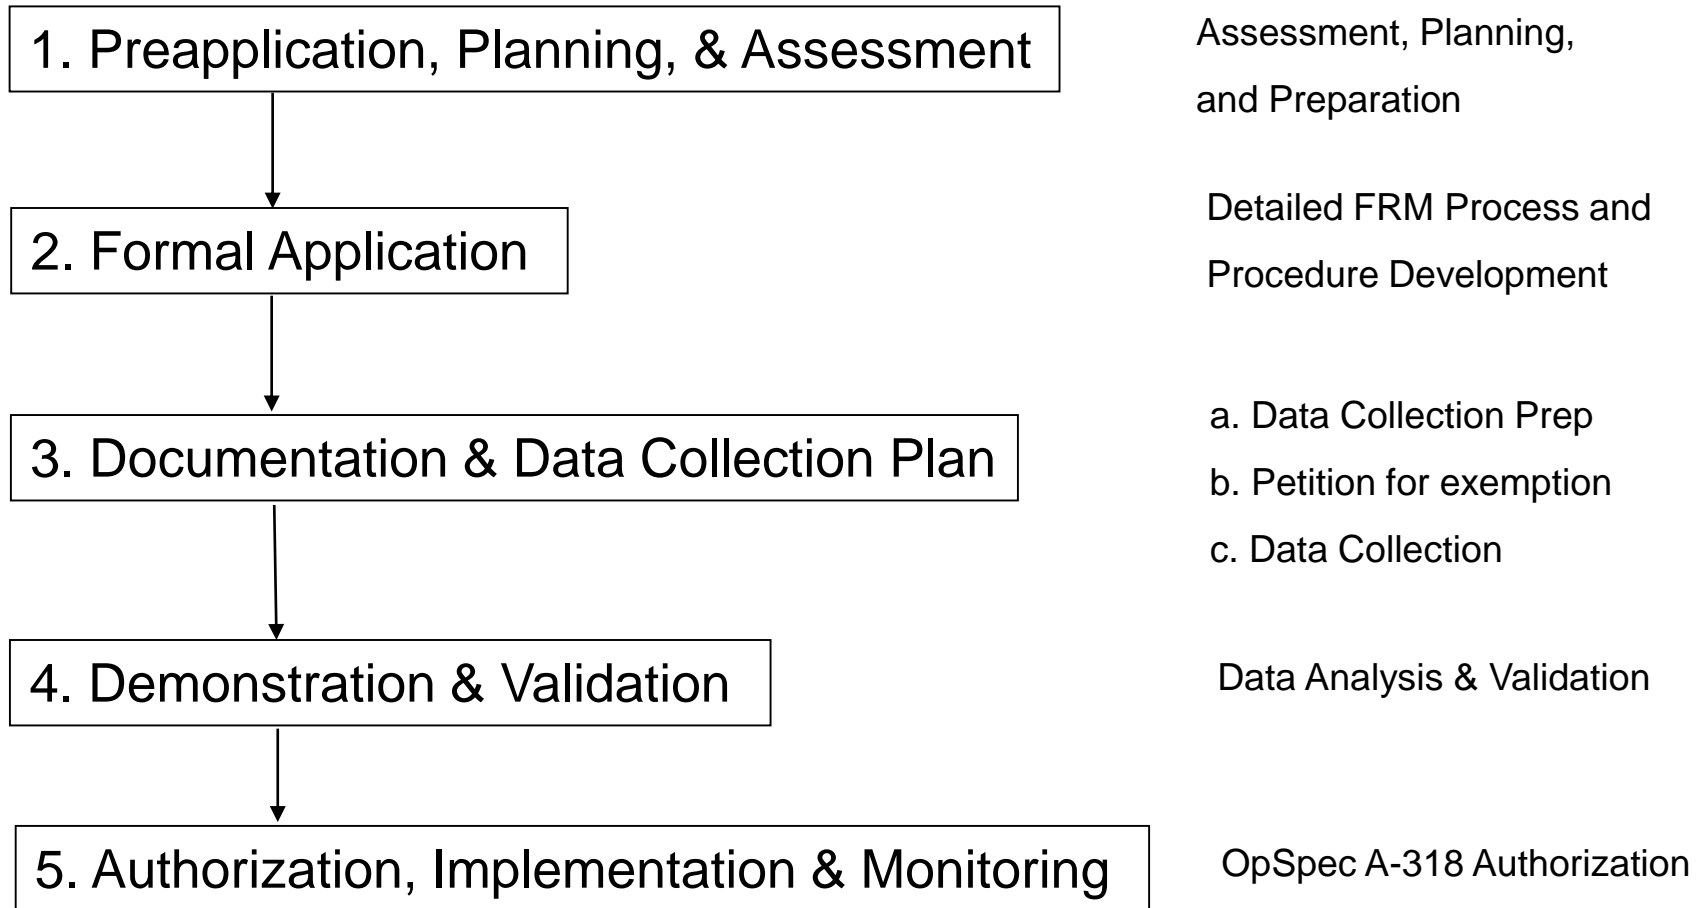 1. Preapplication, Planning, & Assessment
Assessment, Planning,
and Preparation
2. Formal Application
Detailed FRM Process and
Procedure Development
3. Documentation & Data Collection Plan
a. Data Collection Prep
b. Petition for exemption
c. Data Collection
4. Demonstration & Validation
Data Analysis & Validation
5. Authorization, Implementation & Monitoring
OpSpec A-318 Authorization